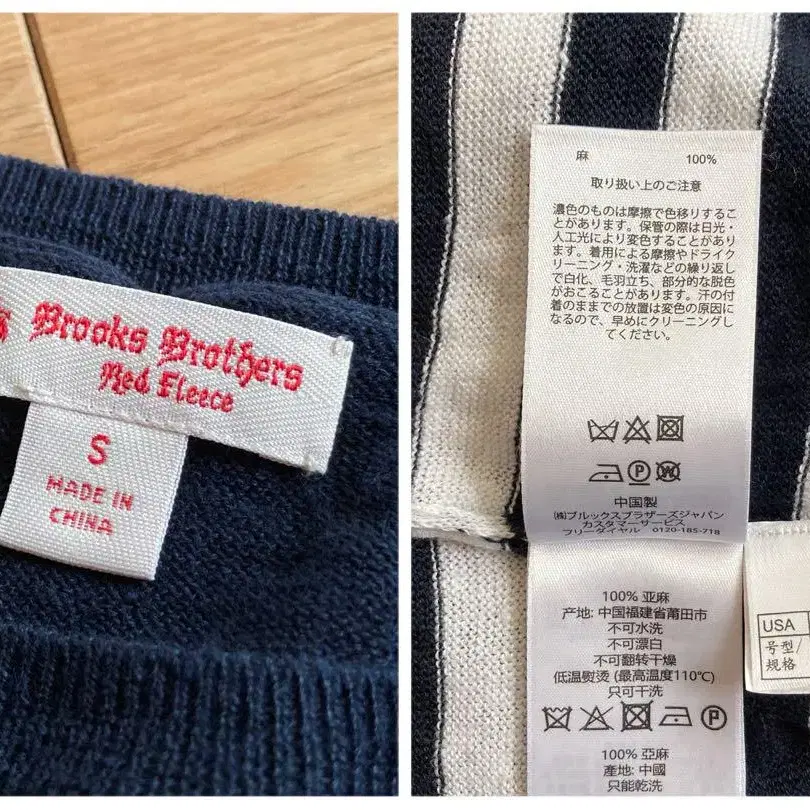 Brooks Brothers
Red Fleece
S
MADE IN
CHINA
麻 100%
取り扱い上のご注意
濃色のものは摩擦で色移りするこ
とがあります。保管の際は日光・
人工光により変色することがあり
ます。着用による摩擦やドライク
リーニング・洗濯などの繰り返し
で白化、毛羽立ち、部分的な脱色
がおこることがあります。汗の付
着のままでの放置は変色の原因に
なるので、早めにクリーニングし
てください。
中国製
㈱ブルックスブラザーズジャパン
カスタマーサービス
フリーダイヤル 0120-185-718
100% 亚麻
产地: 中国福建省莆田市
不可水洗
不可漂白
不可翻转干燥
低温熨烫 (最高温度110℃)
只可干洗
100% 亞麻
產地: 中國
只能乾洗
USA
号型/
规格